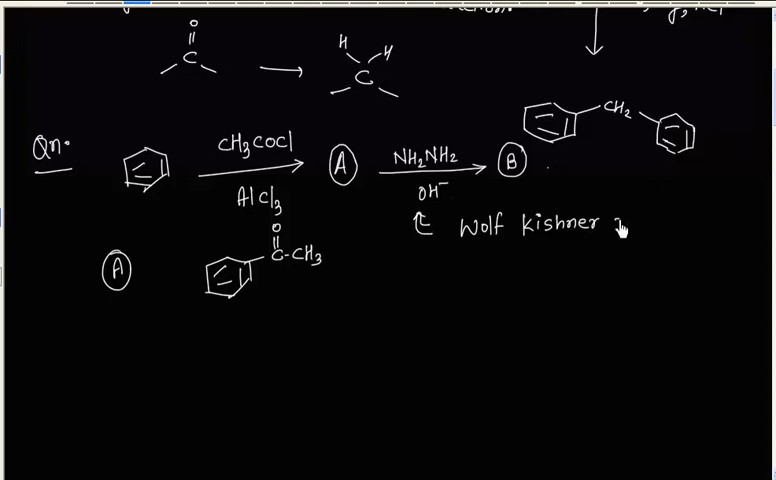 O
H H
C
C
CH2
Qn.
CH3COCl
A
NH2NH2
B
AlCl3
OH-
Wolf Kishner
O
A
C-CH3